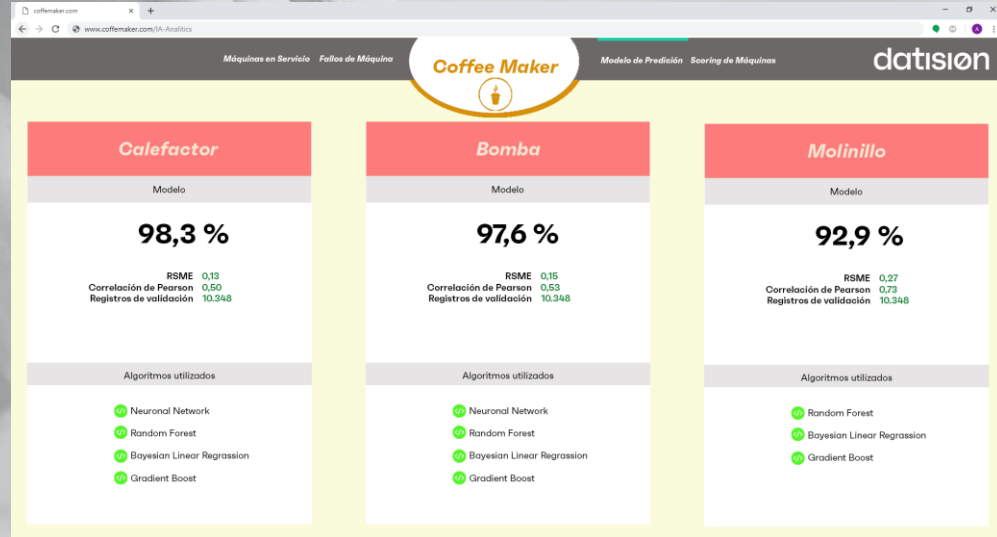 coffemaker.com
www.coffemaker.com/IA-Analitics
Máquinas en Servicio Fallos de Máquina
Coffee Maker
Modelo de Predición Scoring de Máquinas
datision
Calefactor
Modelo
98,3 %
RSME 0,13
Correlación de Pearson 0,50
Registros de validación 10.348
Algoritmos utilizados
</> Neuronal Network
</> Random Forest
</> Bayesian Linear Regrassion
</> Gradient Boost
Bomba
Modelo
97,6 %
RSME 0,15
Correlación de Pearson 0,53
Registros de validación 10.348
Algoritmos utilizados
</> Neuronal Network
</> Random Forest
</> Bayesian Linear Regrassion
</> Gradient Boost
Molinillo
Modelo
92,9 %
RSME 0,27
Correlación de Pearson 0,73
Registros de validación 10.348
Algoritmos utilizados
</> Random Forest
</> Bayesian Linear Regrassion
</> Gradient Boost